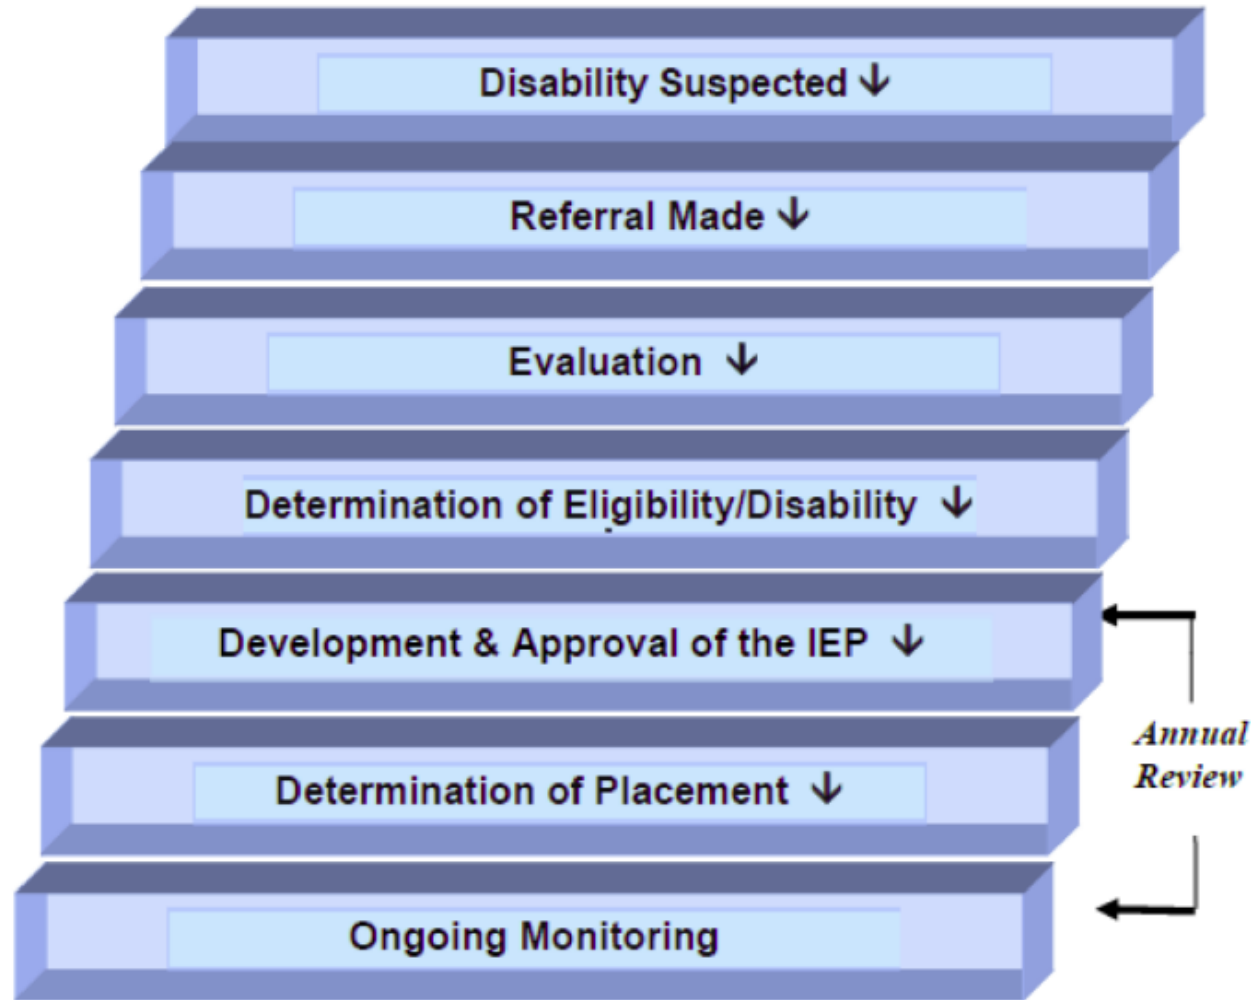 Disability Suspected ↓
Referral Made ↓
Evaluation ↓
Determination of Eligibility/Disability ↓
Development & Approval of the IEP ↓
Annual
Review
Determination of Placement ↓
Ongoing Monitoring